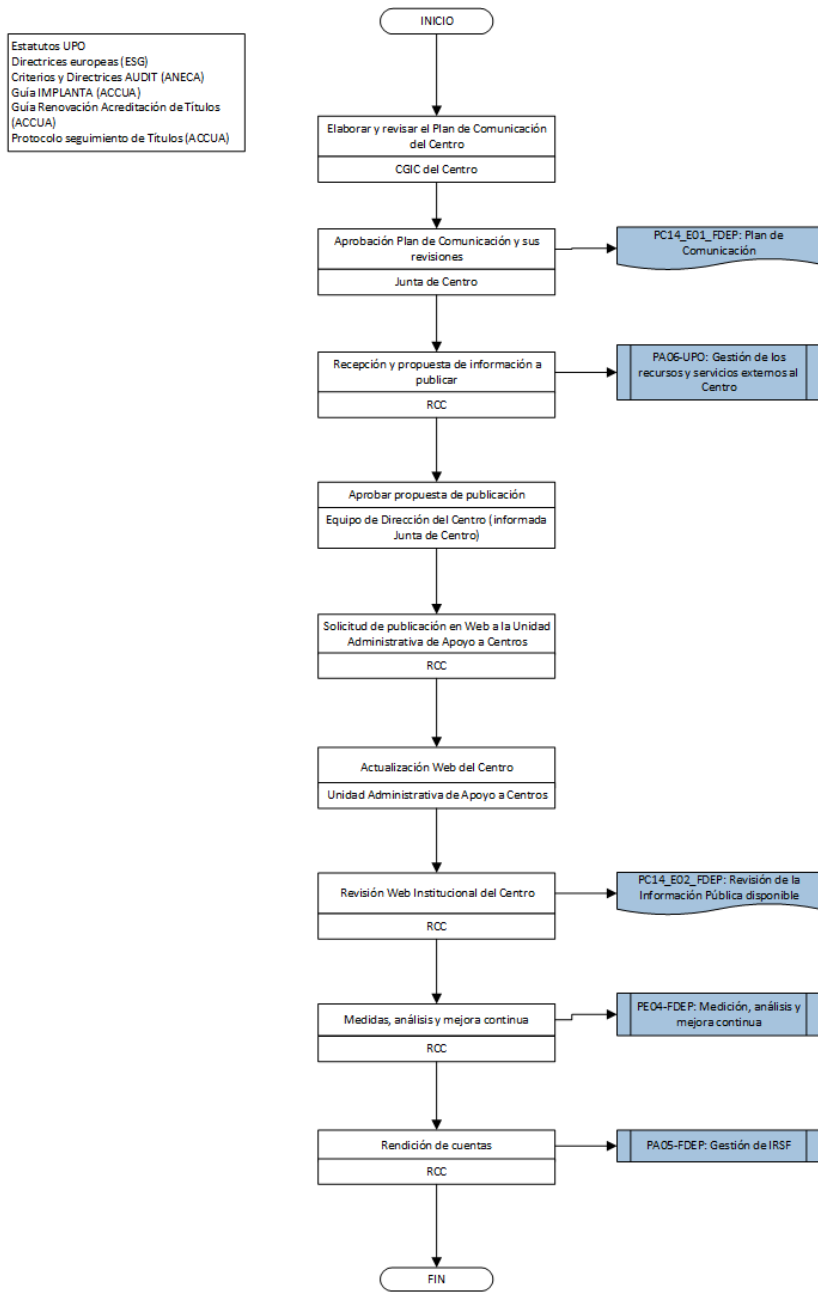 INICIO
Estatutos UPO
Directrices europeas (ESG)
Criterios y Directrices AUDIT (ANECA)
Guía IMPLANTA (ACCUA)
Guía Renovación Acreditación de Títulos
(ACCUA)
Protocolo seguimiento de Títulos (ACCUA)
Elaborar y revisar el Plan de Comunicación
del Centro
CGIC del Centro
Aprobación Plan de Comunicación y sus
revisiones
Junta de Centro
PC14_E01_FDEP: Plan de
Comunicación
Recepción y propuesta de información a
publicar
RCC
PA06-UPO: Gestión de los
recursos y servicios externos al
Centro
Aprobar propuesta de publicación
Equipo de Dirección del Centro (informada
Junta de Centro)
Solicitud de publicación en Web a la Unidad
Administrativa de Apoyo a Centros
RCC
Actualización Web del Centro
Unidad Administrativa de Apoyo a Centros
Revisión Web Institucional del Centro
RCC
PC14_E02_FDEP: Revisión de la
Información Pública disponible
Medidas, análisis y mejora continua
RCC
PE04-FDEP: Medición, análisis y
mejora continua
Rendición de cuentas
RCC
PA05-FDEP: Gestión de IRSF
FIN